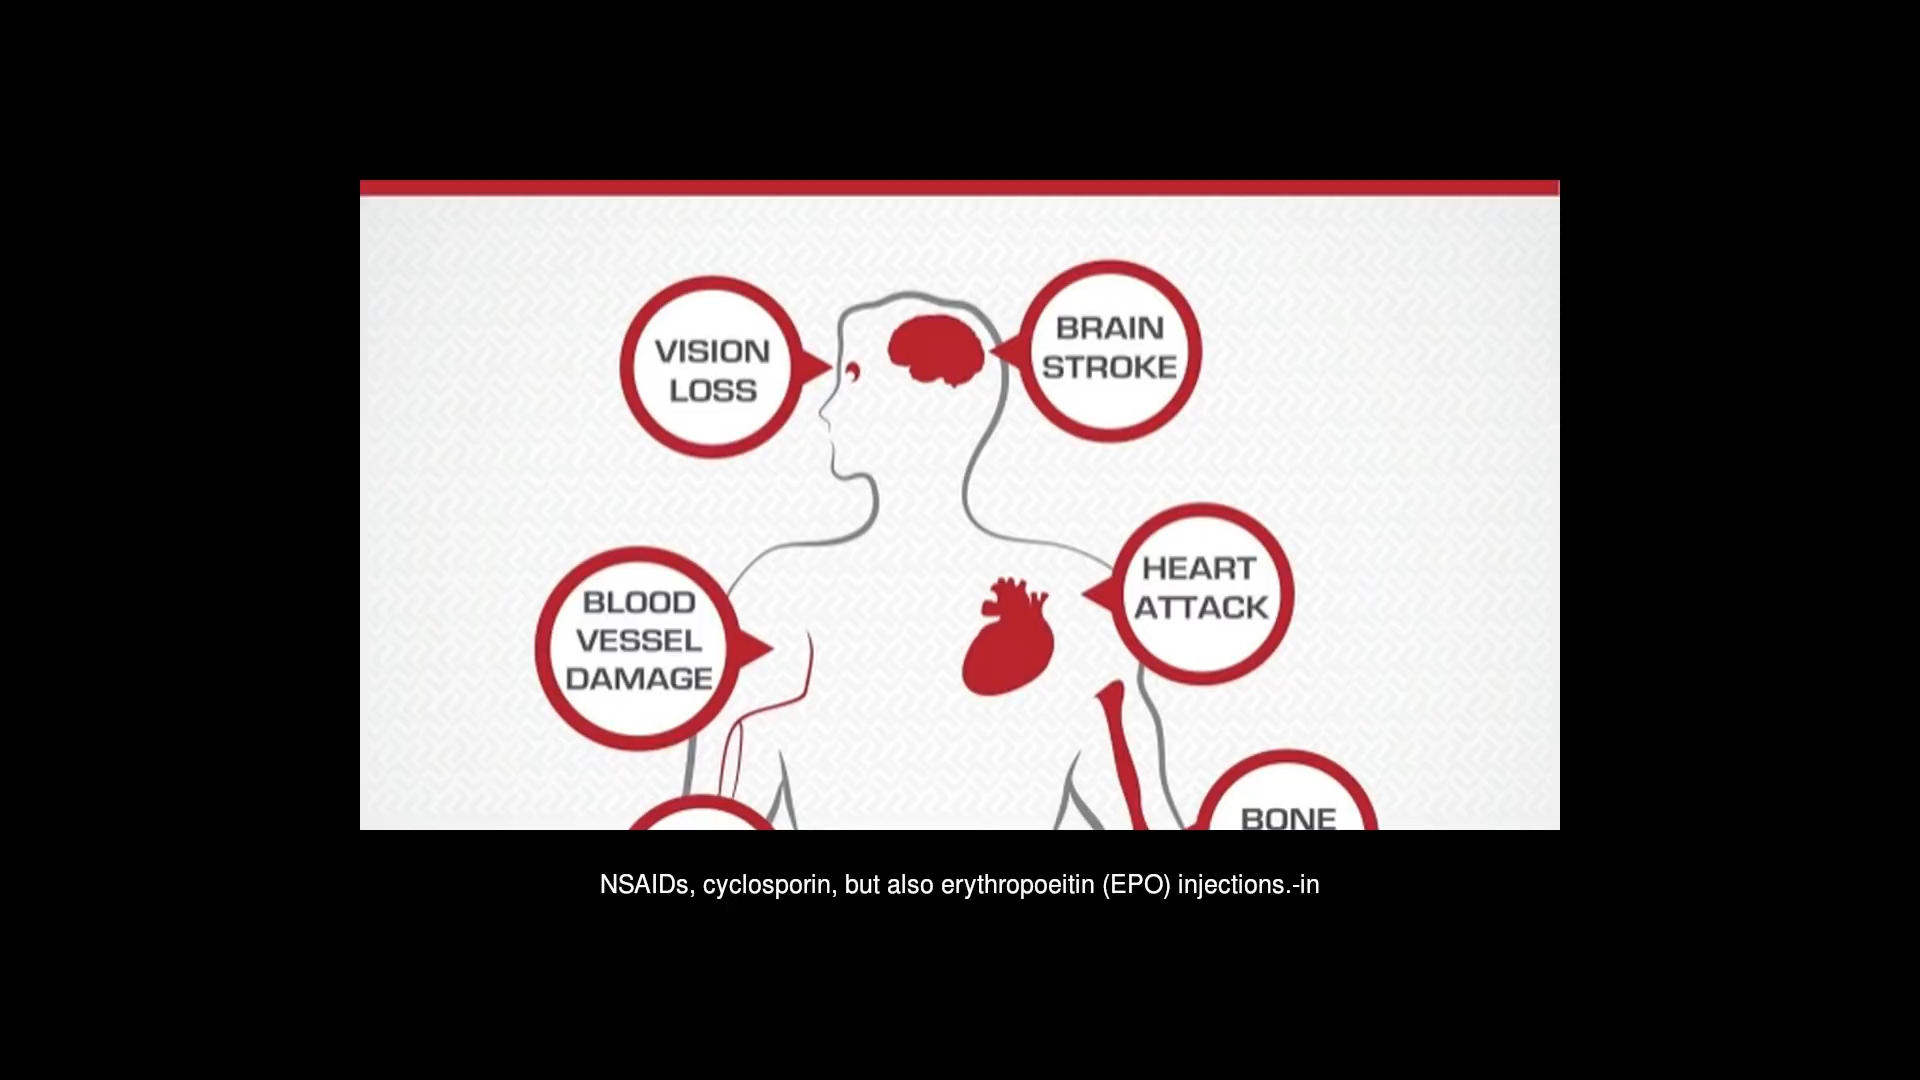 VISION
LOSS
BRAIN
STROKE
HEART
ATTACK
BLOOD
VESSEL
DAMAGE
BONE
NSAIDs, cyclosporin, but also erythropoeitin (EPO) injections.-in